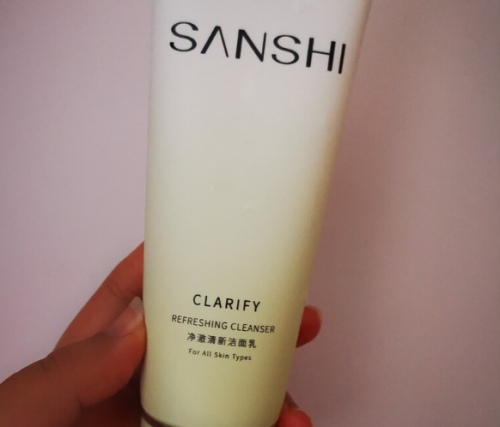 SANSHI
CLARIFY
REFRESHING CLEANSER
净澈清新洁面乳
For All Skin Types